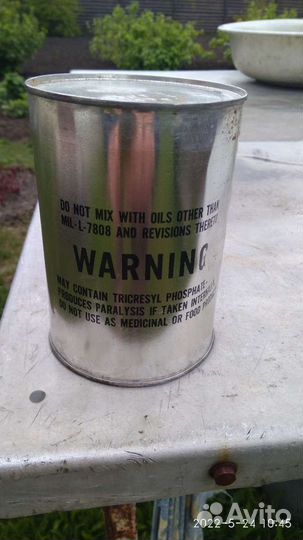 DO NOT MIX WITH OILS OTHER THAN
MIL-L-7808 AND REVISIONS
WARNING
MAY CONTAIN TRICRESYL PHOSPHATE-
PRODUCES PARALYSIS IF TAKEN
DO NOT USE AS MEDICINAL OR FOOD
2022-5-24 10:45
Avito